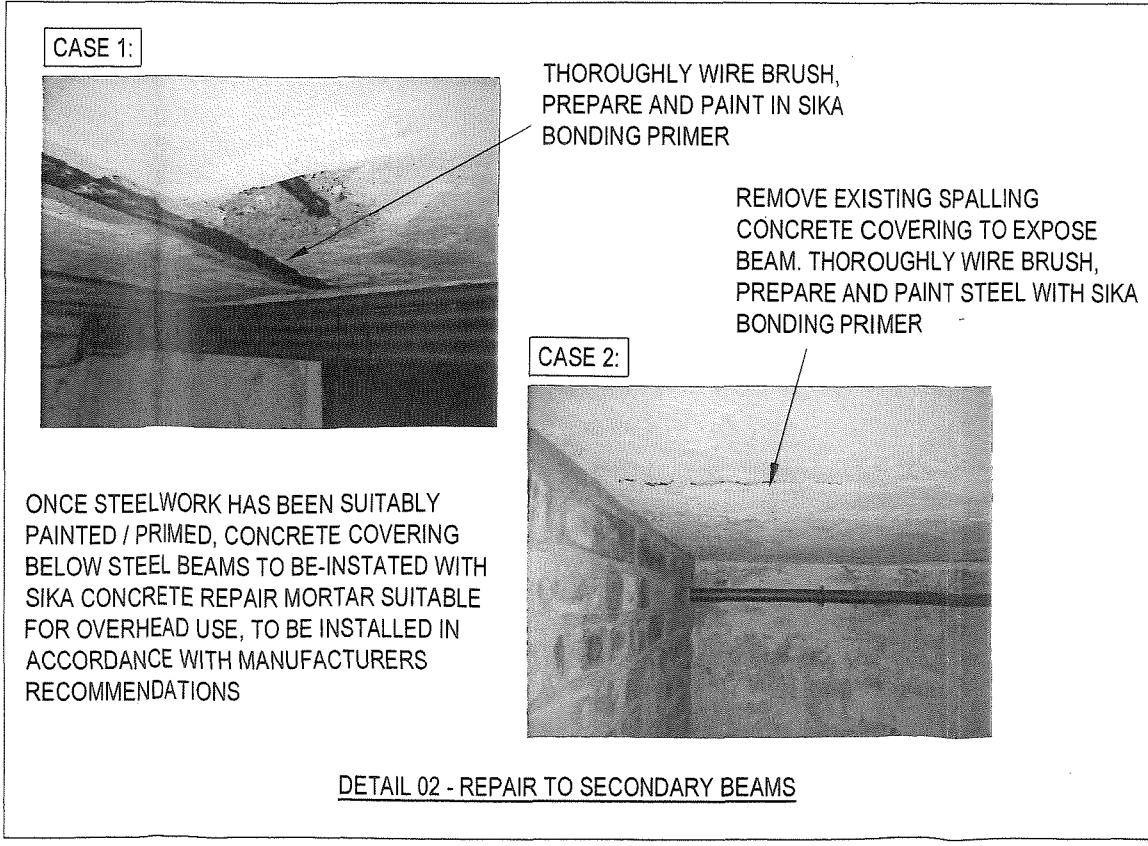 CASE 1:
THOROUGHLY WIRE BRUSH,
PREPARE AND PAINT IN SIKA
BONDING PRIMER
REMOVE EXISTING SPALLING
CONCRETE COVERING TO EXPOSE
BEAM. THOROUGHLY WIRE BRUSH,
PREPARE AND PAINT STEEL WITH SIKA
BONDING PRIMER
CASE 2:
ONCE STEELWORK HAS BEEN SUITABLY
PAINTED / PRIMED, CONCRETE COVERING
BELOW STEEL BEAMS TO BE-INSTATED WITH
SIKA CONCRETE REPAIR MORTAR SUITABLE
FOR OVERHEAD USE, TO BE INSTALLED IN
ACCORDANCE WITH MANUFACTURERS
RECOMMENDATIONS
DETAIL 02 - REPAIR TO SECONDARY BEAMS